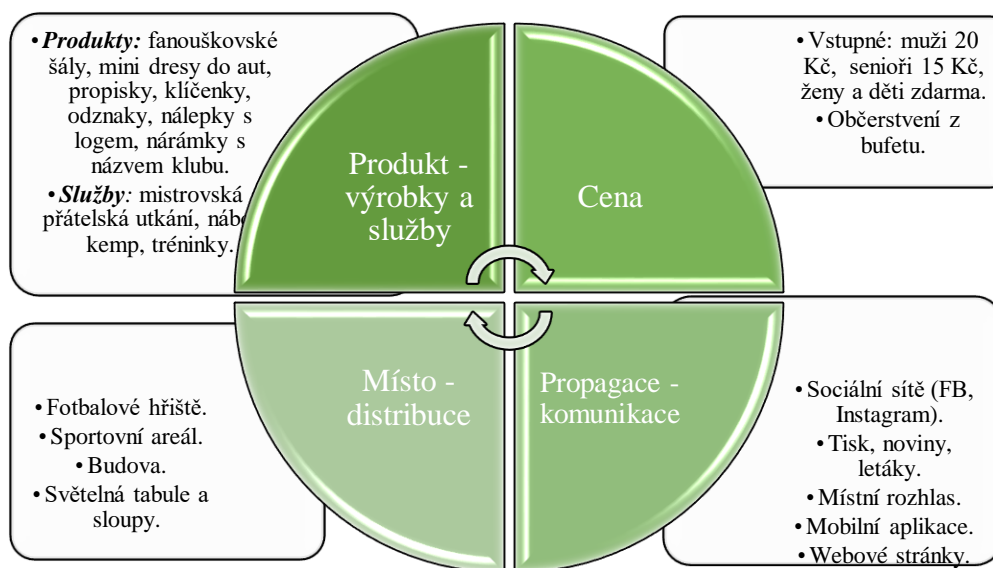 • Produkty: fanouškovské
šály, mini dresy do aut,
propisky, klíčenky,
odznaky, nálepky s
logem, nárámky s
názvem klubu.
• Služby: mistrovská
přátelská utkání,
kemp, tréninky.
Produkt -
výrobky a
služby
Cena
• Vstupné: muži 20
Kč, senioři 15 Kč,
ženy a děti zdarma.
• Občerstvení z
bufetu.
Místo -
distribuce
Propagace -
komunikace
• Fotbalové hřiště.
• Sportovní areál.
• Budova.
• Světelná tabule a
sloupy.
• Sociální sítě (FB,
Instagram).
• Tisk, noviny,
letáky.
• Místní rozhlas.
• Mobilní aplikace.
• Webové stránky.